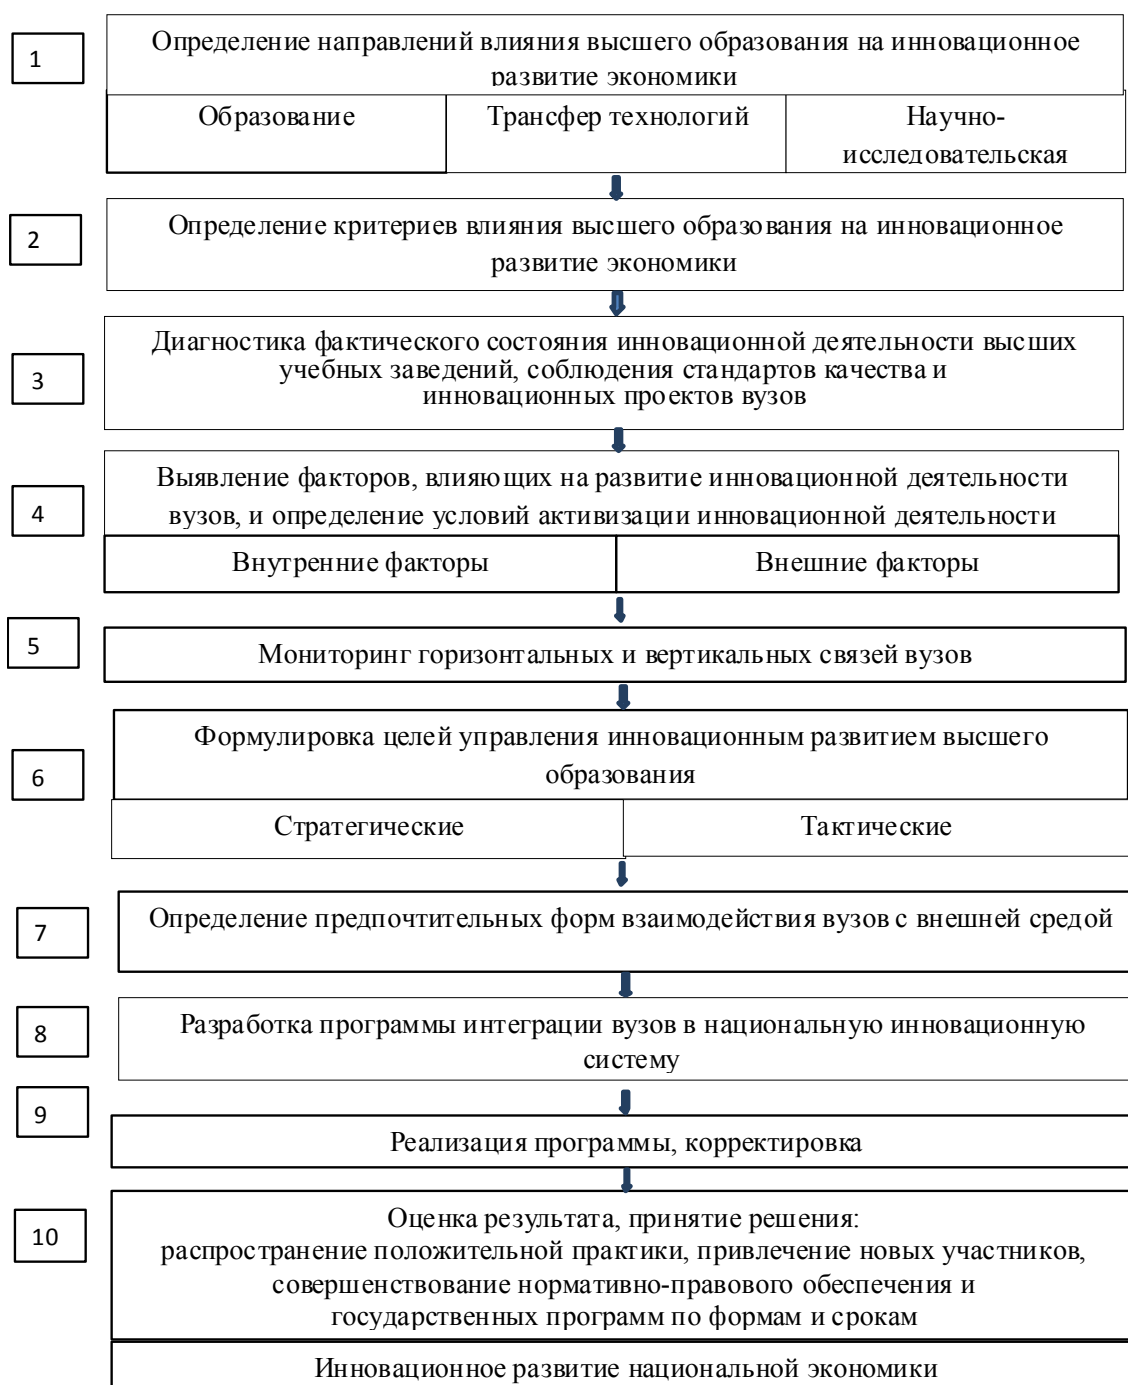 1
Определение направлений влияния высшего образования на инновационное
развитие экономики
Образование
Трансфер технологий
Научно-
исследовательская
2
Определение критериев влияния высшего образования на инновационное
развитие экономики
3
Диагностика фактического состояния инновационной деятельности высших
учебных заведений, соблюдения стандартов качества и
инновационных проектов вузов
4
Выявление факторов, влияющих на развитие инновационной деятельности
вузов, и определение условий активизации инновационной деятельности
Внутренние факторы
Внешние факторы
5
Мониторинг горизонтальных и вертикальных связей вузов
6
Формулировка целей управления инновационным развитием высшего
образования
Стратегические
Тактические
7
Определение предпочтительных форм взаимодействия вузов с внешней средой
8
Разработка программы интеграции вузов в национальную инновационную
систему
9
Реализация программы, корректировка
10
Оценка результата, принятие решения:
распространение положительной практики, привлечение новых участников,
совершенствование нормативно-правового обеспечения и
государственных программ по формам и срокам
Инновационное развитие национальной экономики